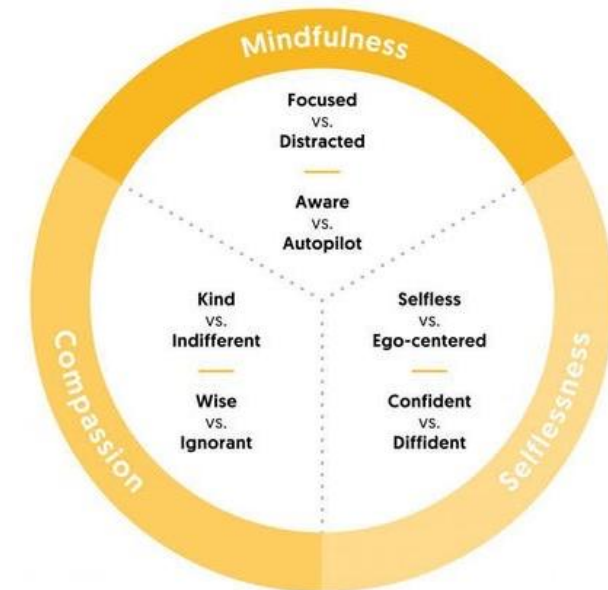 Mindfulness
Focused
vs.
Distracted
Aware
vs.
Autopilot
Compassion
Kind
vs.
Indifferent
Wise
vs.
Ignorant
Selflessness
Selfless
vs.
Ego-centered
Confident
vs.
Diffident